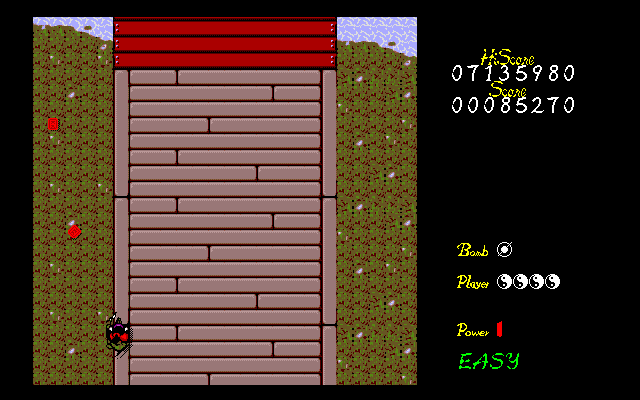 HiScore
07135980
Score
00085270
Bomb
Player
Power
EASY